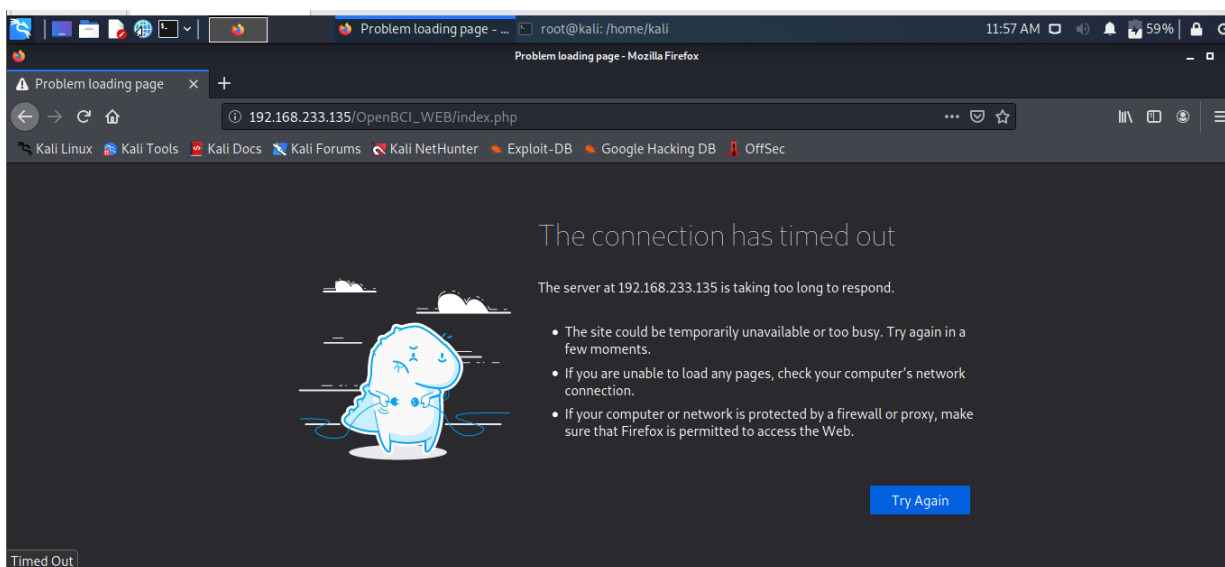 Problem loading page - ... root@kali: /home/kali 11:57 AM 59%
Problem loading page - Mozilla Firefox
Problem loading page
192.168.233.135/OpenBCI_WEB/index.php
Kali Linux Kali Tools Kali Docs Kali Forums Kali NetHunter Exploit-DB Google Hacking DB OffSec
The connection has timed out
The server at 192.168.233.135 is taking too long to respond.
The site could be temporarily unavailable or too busy. Try again in a
few moments.
If you are unable to load any pages, check your computer's network
connection.
If your computer or network is protected by a firewall or proxy, make
sure that Firefox is permitted to access the Web.
Try Again
Timed Out